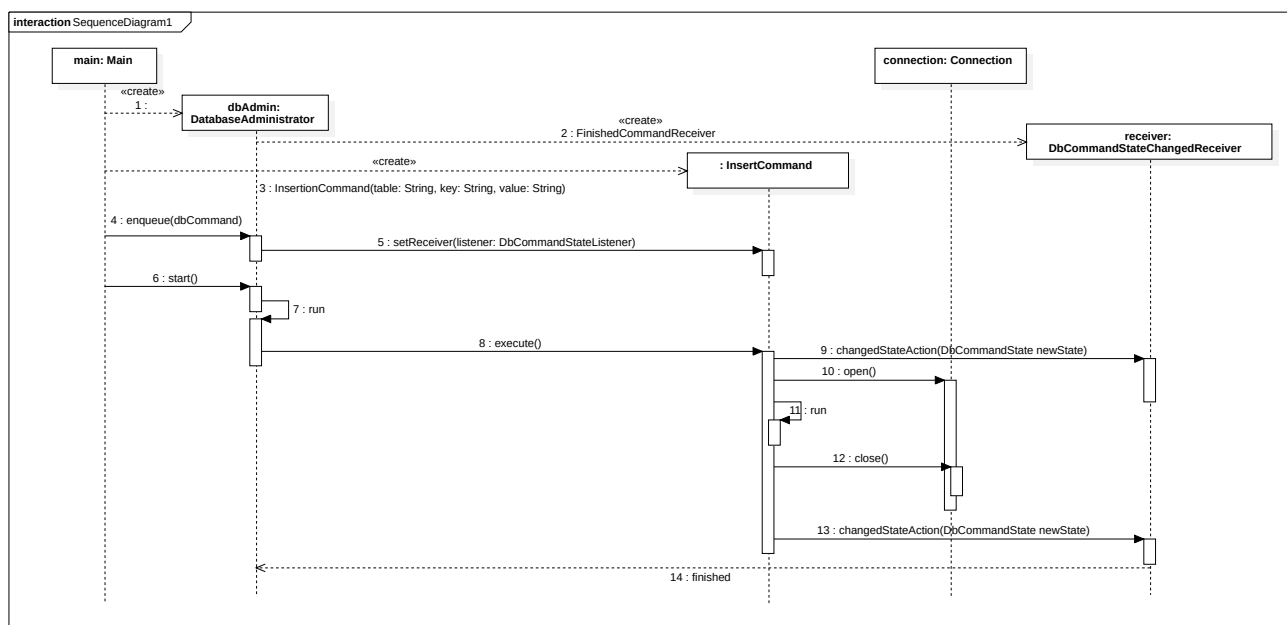 interaction SequenceDiagram1
main: Main
connection: Connection
«create»
1 :
dbAdmin:
DatabaseAdministrator
«create»
2 : FinishedCommandReceiver
receiver:
DbCommandStateChangedReceiver
«create»
: InsertCommand
3 : InsertionCommand(table: String, key: String, value: String)
4 : enqueue(dbCommand)
5 : setReceiver(listener: DbCommandStateListener)
6 : start()
7 : run
8 : execute()
9 : changedStateAction(DbCommandState newState)
10 : open()
11 : run
12 : close()
13 : changedStateAction(DbCommandState newState)
14 : finished